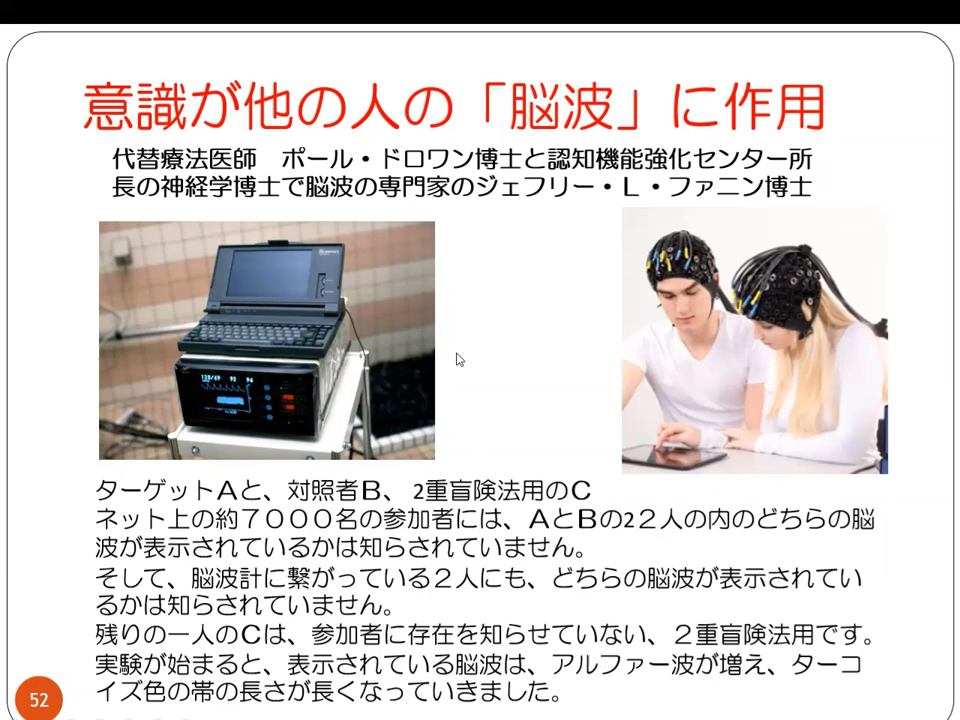 意識が他の人の「脳波」に作用
代替療法医師　ポール・ドロワン博士と認知機能強化センター所
長の神経学博士で脳波の専門家のジェフリー・L・ファニン博士
128/67 92 96
ターゲットAと、対照者B、2重盲険法用のC
ネット上の約7000名の参加者には、AとBの22人の内のどちらの脳
波が表示されているかは知らされていません。
そして、脳波計に繋がっている2人にも、どちらの脳波が表示されてい
るかは知らされていません。
残りの一人のCは、参加者に存在を知らせていない、2重盲険法用です。
実験が始まると、表示されている脳波は、アルファー波が増え、ターコ
イズ色の帯の長さが長くなっていきました。
52